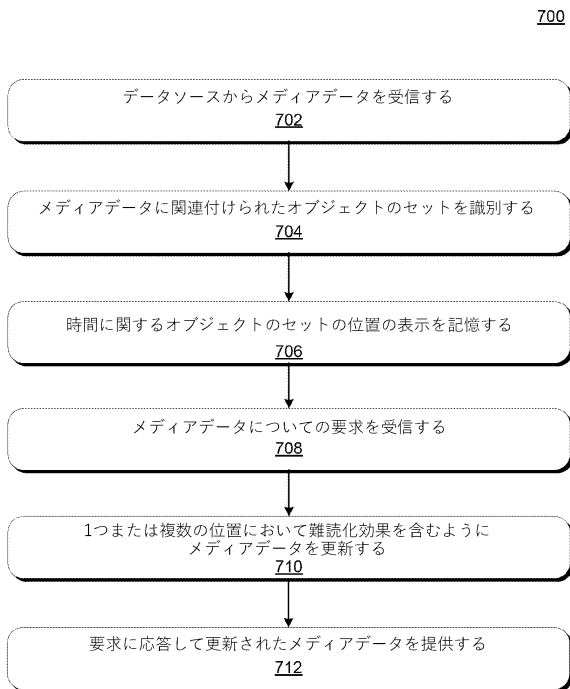 700
データソースからメディアデータを受信する
702
メディアデータに関連付けられたオブジェクトのセットを識別する
704
時間に関するオブジェクトのセットの位置の表示を記憶する
706
メディアデータについての要求を受信する
708
1つまたは複数の位置において難読化効果を含むように
メディアデータを更新する
710
要求に応答して更新されたメディアデータを提供する
712